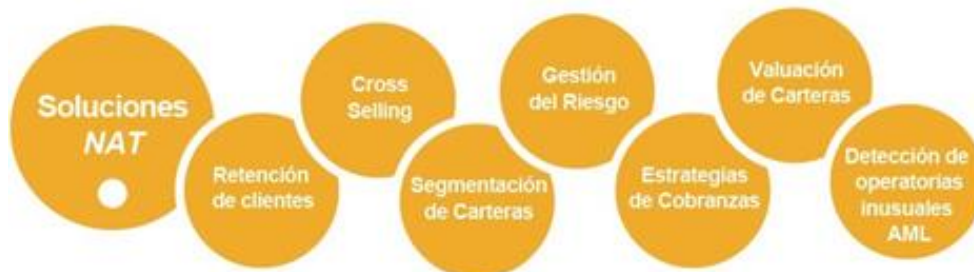 Soluciones
NAT
Retención
de clientes
Cross
Selling
Segmentación
de Carteras
Gestión
del Riesgo
Estrategias
de Cobranzas
Valuación
de Carteras
Detección de
operatorias
inusuales
AML